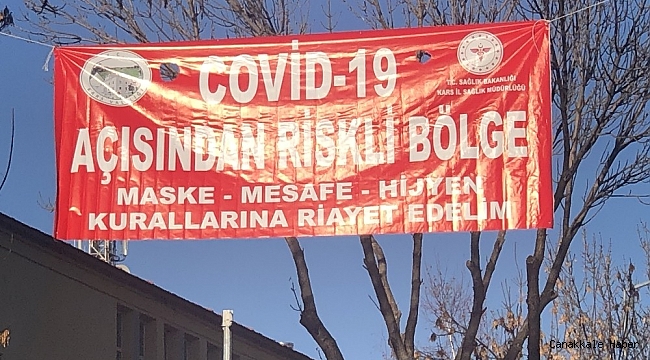 COVİD-19
T.C. SAĞLIK BAKANLIĞI
KARS İL SAĞLIK MÜDÜRLÜĞÜ
AÇISINDAN RİSKLİ BÖLGE
MASKE - MESAFE - HİJYEN
KURALLARINA RİAYET EDELİM
Çanakkale Haber